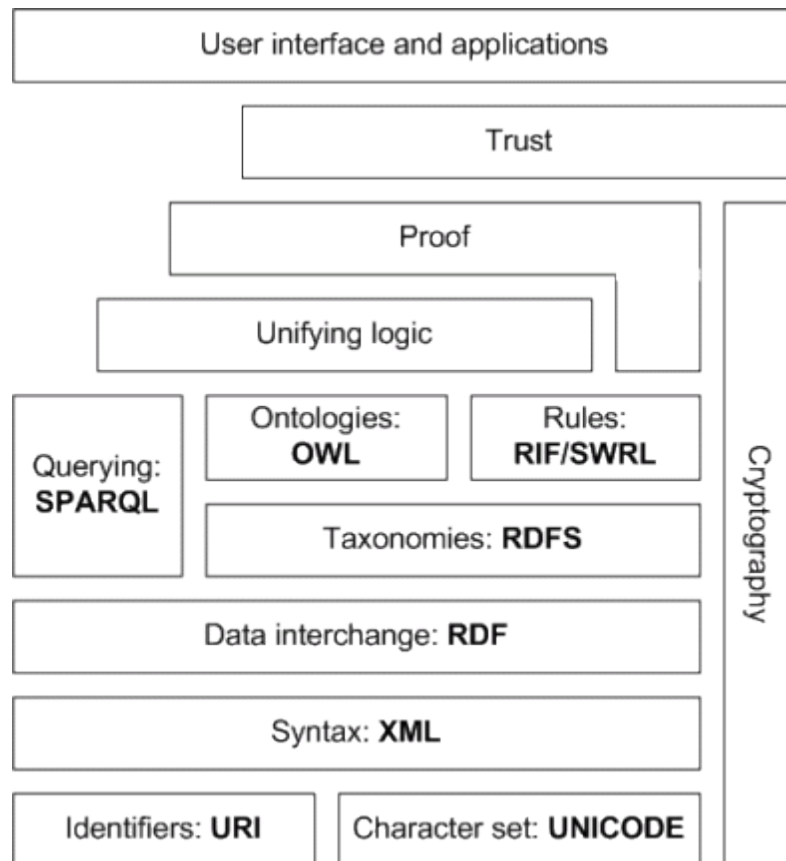 User interface and applications
Trust
Proof
Unifying logic
Querying:
SPARQL
Ontologies:
OWL
Rules:
RIF/SWRL
Taxonomies: RDFS
Cryptography
Data interchange: RDF
Syntax: XML
Identifiers: URI
Character set: UNICODE